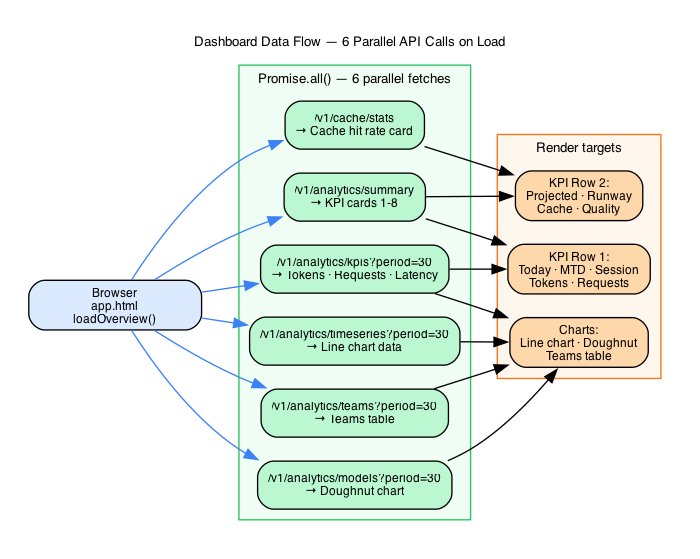 Dashboard Data Flow — 6 Parallel API Calls on Load
Promise.all() — 6 parallel fetches
/v1/cache/stats
→ Cache hit rate card
/v1/analytics/summary
→ KPI cards 1-8
/v1/analytics/kpis?period=30
→ Tokens · Requests · Latency
/v1/analytics/timeseries?period=30
→ Line chart data
/v1/analytics/teams?period=30
→ Teams table
/v1/analytics/models?period=30
→ Doughnut chart
Browser
app.html
loadOverview()
Render targets
KPI Row 2:
Projected · Runway
Cache · Quality
KPI Row 1:
Today · MTD · Session
Tokens · Requests
Charts:
Line chart · Doughnut
Teams table